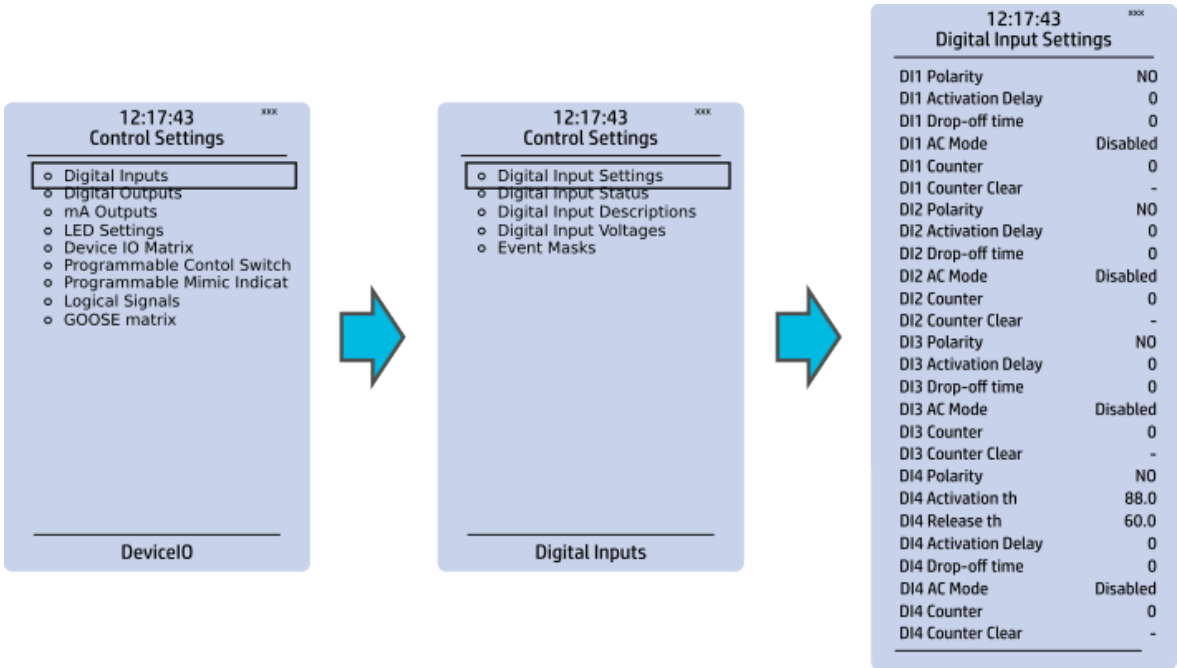 12:17:43 xxx
Control Settings
Digital Inputs
Digital Outputs
mA Outputs
LED Settings
Device IO Matrix
Programmable Contol Switch
Programmable Mimic Indicat
Logical Signals
GOOSE matrix
DeviceIO
12:17:43 xxx
Control Settings
Digital Input Settings
Digital Input Status
Digital Input Descriptions
Digital Input Voltages
Event Masks
Digital Inputs
12:17:43 xxx
Digital Input Settings
DI1 Polarity NO
DI1 Activation Delay 0
DI1 Drop-off time 0
DI1 AC Mode Disabled
DI1 Counter 0
DI1 Counter Clear -
DI2 Polarity NO
DI2 Activation Delay 0
DI2 Drop-off time 0
DI2 AC Mode Disabled
DI2 Counter 0
DI2 Counter Clear -
DI3 Polarity NO
DI3 Activation Delay 0
DI3 Drop-off time 0
DI3 AC Mode Disabled
DI3 Counter 0
DI3 Counter Clear -
DI4 Polarity NO
DI4 Activation th 88.0
DI4 Release th 60.0
DI4 Activation Delay 0
DI4 Drop-off time 0
DI4 AC Mode Disabled
DI4 Counter 0
DI4 Counter Clear -